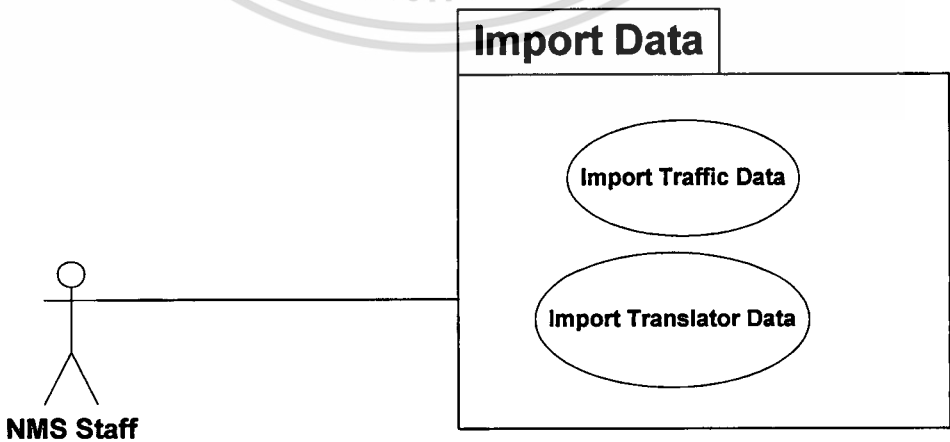 Import Data
Import Traffic Data
Import Translator Data
NMS Staff